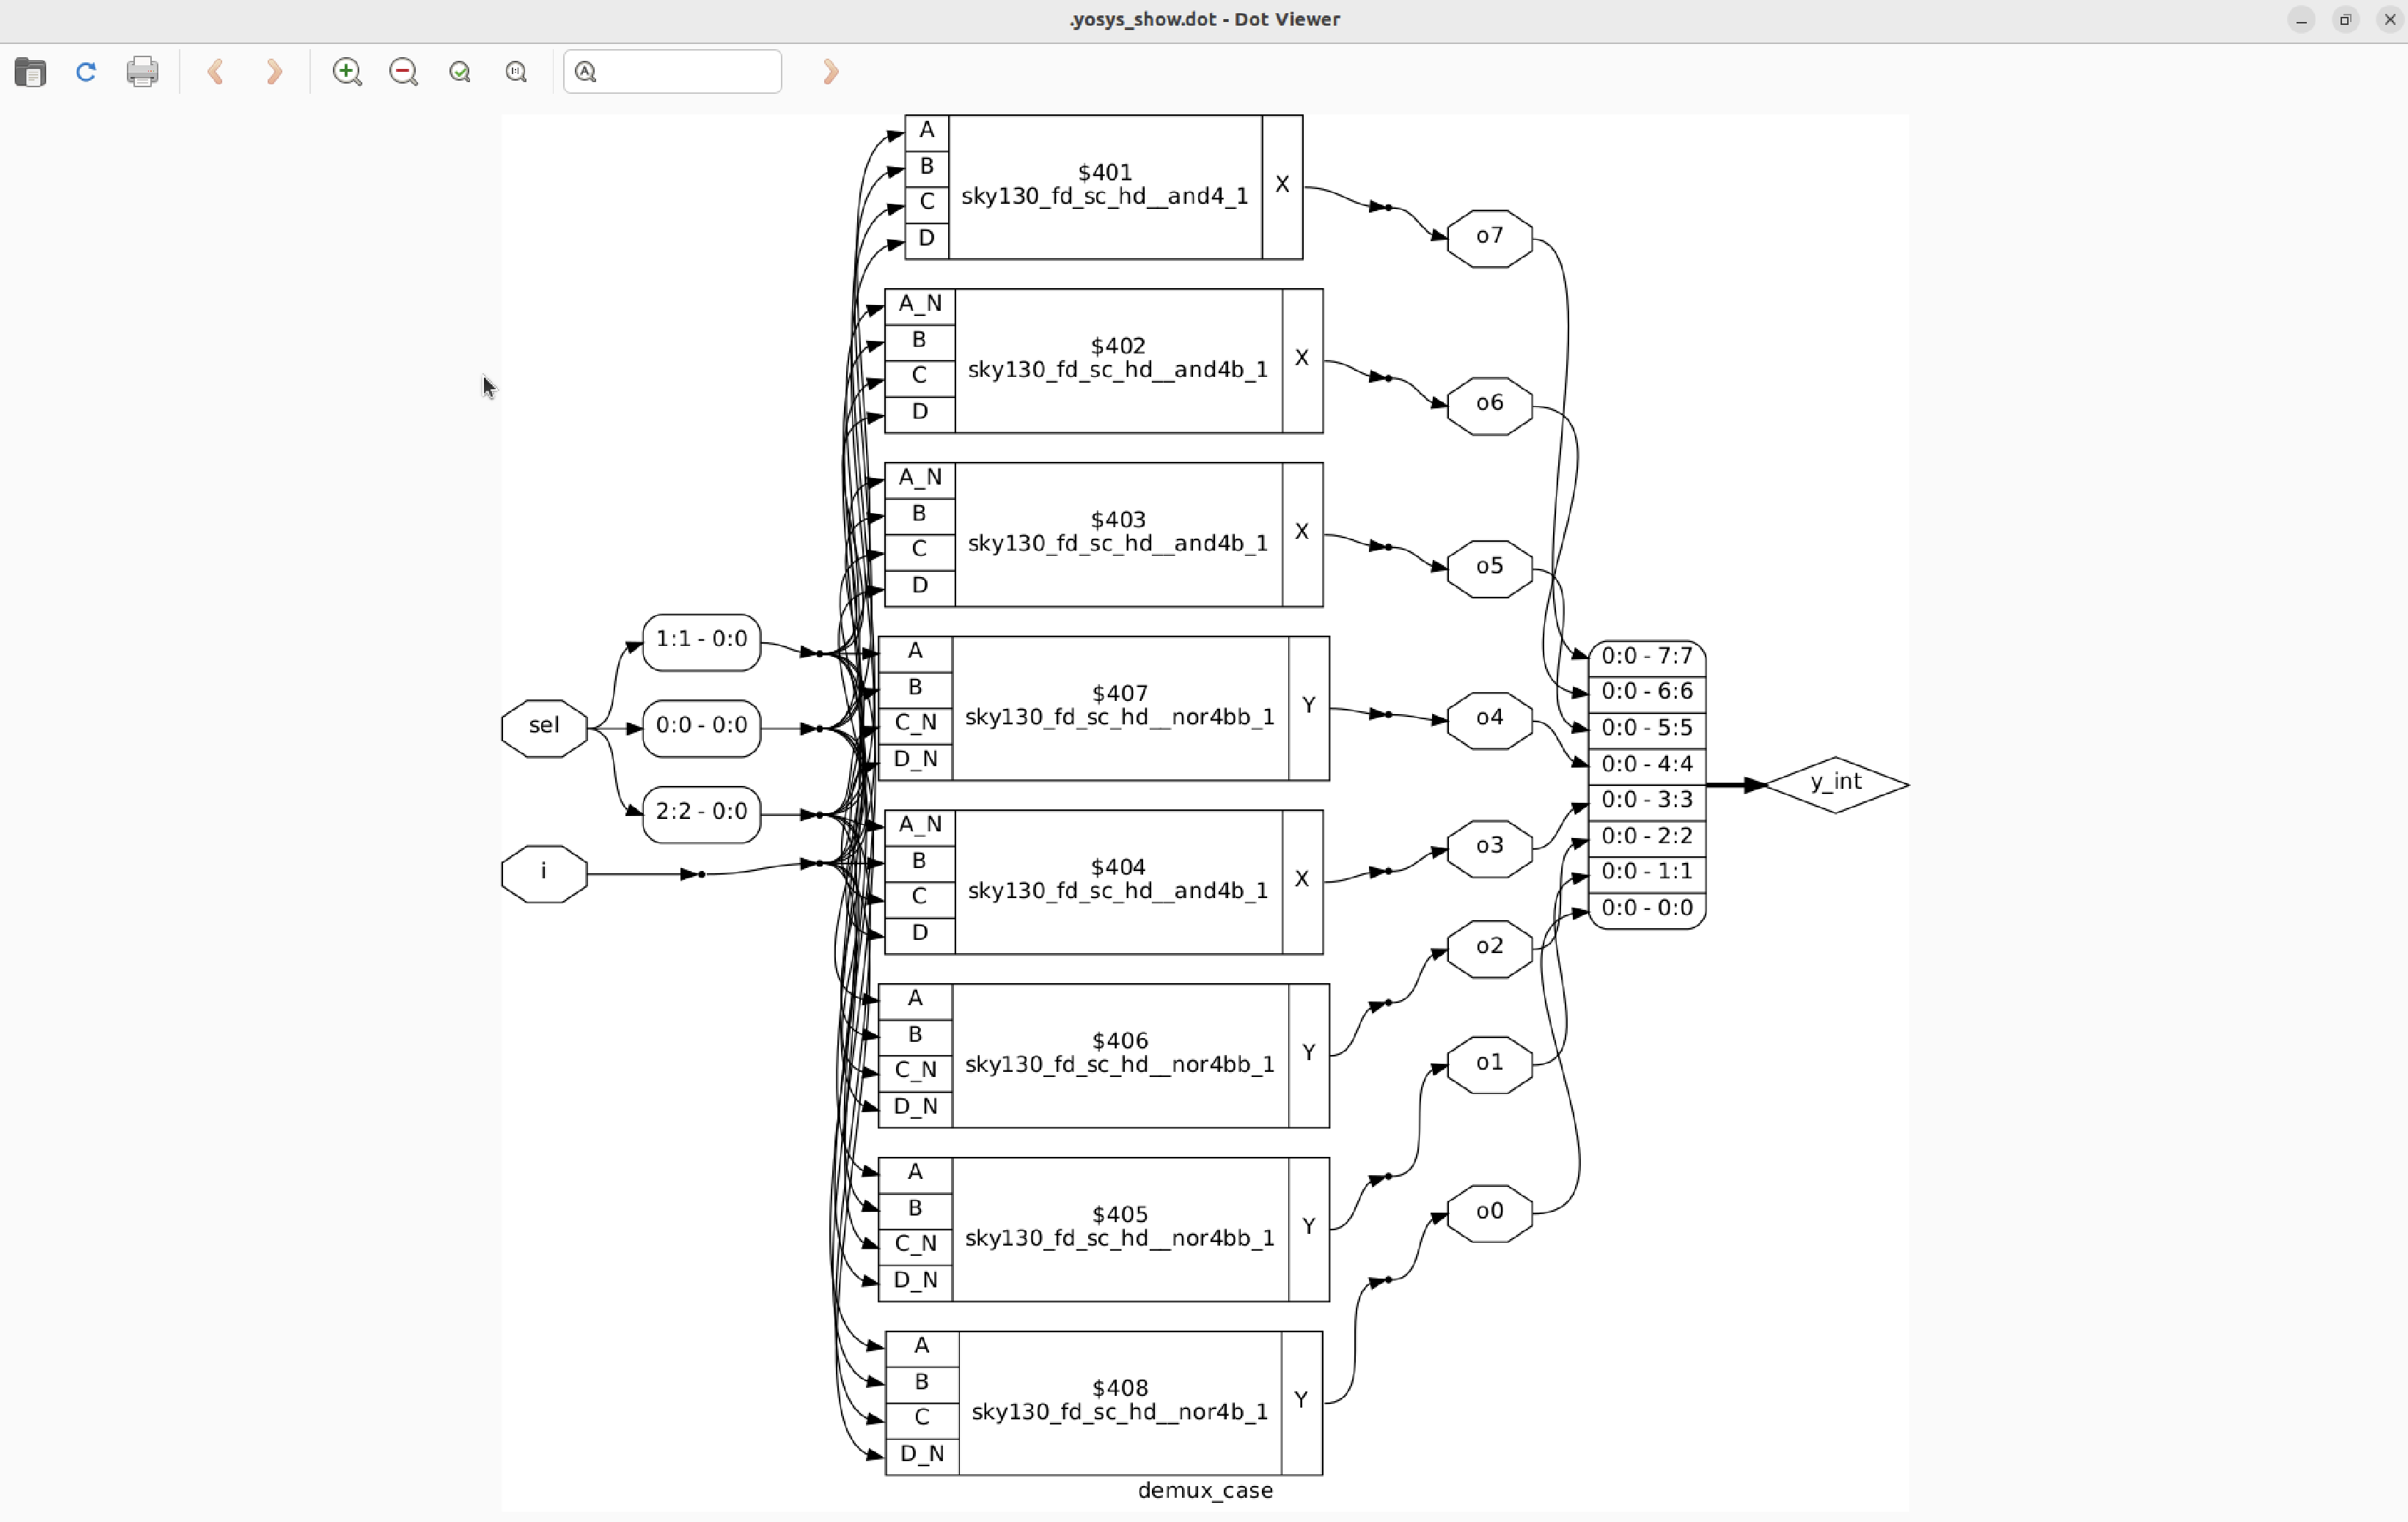 .yosys_show.dot - Dot Viewer
A
B
C
D
$401
sky130_fd_sc_hd__and4_1
X
o7
A_N
B
C
D
$402
sky130_fd_sc_hd__and4b_1
X
o6
A_N
B
C
D
$403
sky130_fd_sc_hd__and4b_1
X
o5
sel
1:1 - 0:0
0:0 - 0:0
2:2 - 0:0
i
A
B
C_N
D_N
$407
sky130_fd_sc_hd__nor4bb_1
Y
o4
A_N
B
C
D
$404
sky130_fd_sc_hd__and4b_1
X
o3
A
B
C_N
D_N
$406
sky130_fd_sc_hd__nor4bb_1
Y
o2
A
B
C_N
D_N
$405
sky130_fd_sc_hd__nor4bb_1
Y
o1
A
B
C
D_N
$408
sky130_fd_sc_hd__nor4b_1
Y
o0
0:0 - 7:7
0:0 - 6:6
0:0 - 5:5
0:0 - 4:4
0:0 - 3:3
0:0 - 2:2
0:0 - 1:1
0:0 - 0:0
y_int
demux_case